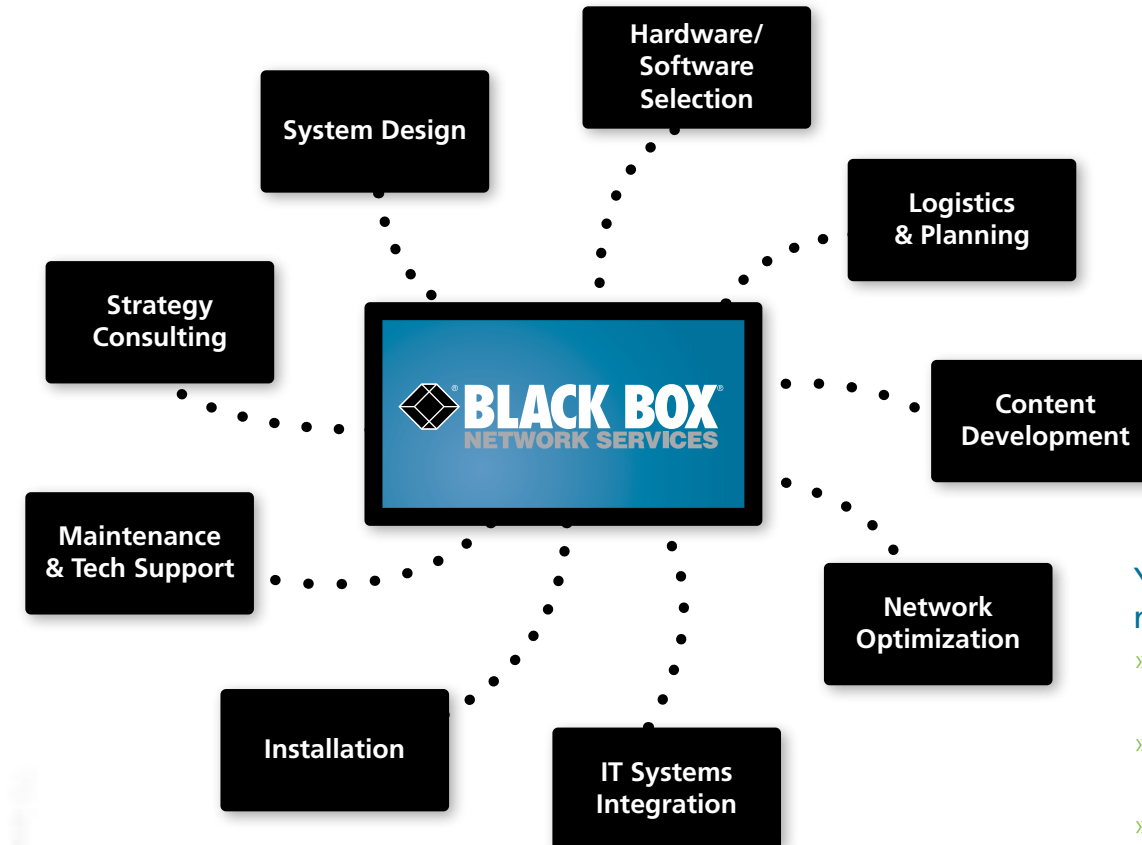 Hardware/
Software
Selection
System Design
Logistics
& Planning
Strategy
Consulting
® BLACK BOX®
NETWORK SERVICES
Content
Development
Maintenance
& Tech Support
Network
Optimization
Installation
IT Systems
Integration
»
»
»